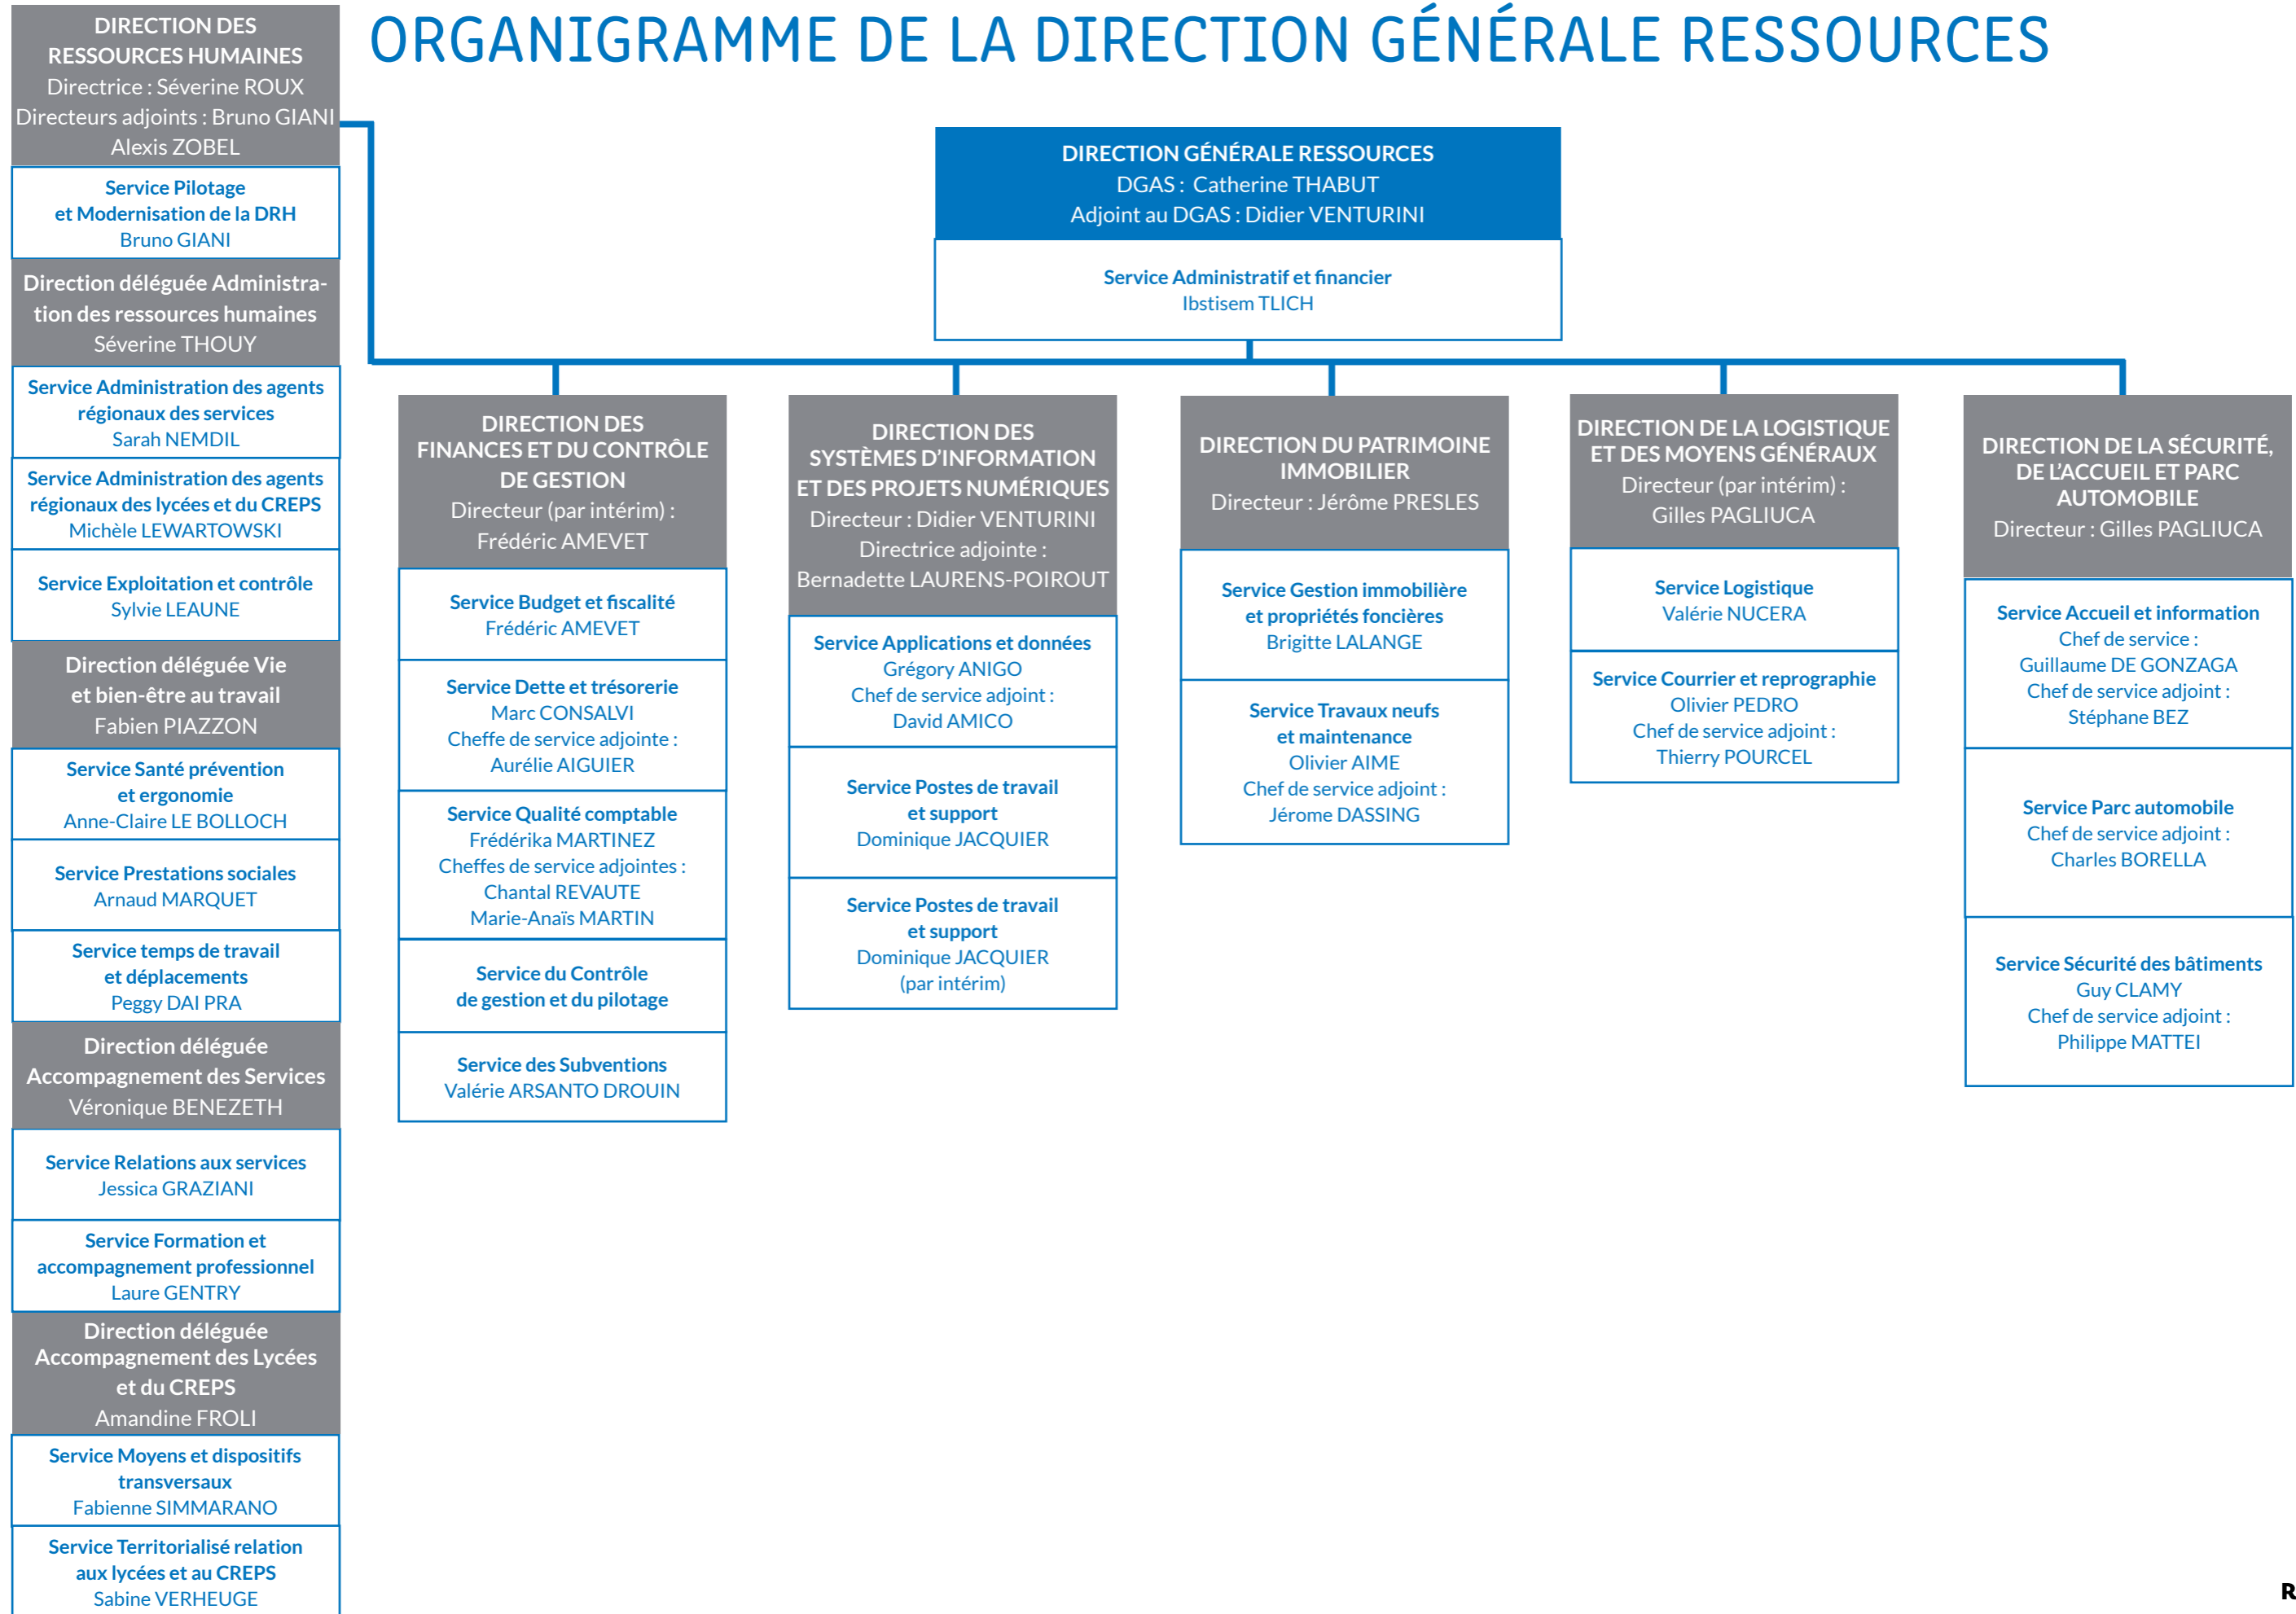 ORGANIGRAMME DE LA DIRECTION GÉNÉRALE RESSOURCES
DIRECTION DES
RESSOURCES HUMAINES
Directrice : Séverine ROUX
Directeurs adjoints : Bruno GIANI
Alexis ZOBEL
Service Pilotage
et Modernisation de la DRH
Bruno GIANI
Direction déléguée Administra-
tion des ressources humaines
Séverine THOUY
Service Administration des agents
régionaux des services
Sarah NEMDIL
Service Administration des agents
régionaux des lycées et du CREPS
Michèle LEWARTOWSKI
Service Exploitation et contrôle
Sylvie LEAUNE
Direction déléguée Vie
et bien-être au travail
Fabien PIAZZON
Service Santé prévention
et ergonomie
Anne-Claire LE BOLLOCH
Service Prestations sociales
Arnaud MARQUET
Service temps de travail
et déplacements
Peggy DAI PRA
Direction déléguée
Accompagnement des Services
Véronique BENEZETH
Service Relations aux services
Jessica GRAZIANI
Service Formation et
accompagnement professionnel
Laure GENTRY
Direction déléguée
Accompagnement des Lycées
et du CREPS
Amandine FROLI
Service Moyens et dispositifs
transversaux
Fabienne SIMMARANO
Service Territorialisé relation
aux lycées et au CREPS
Sabine VERHEUGE
DIRECTION GÉNÉRALE RESSOURCES
DGAS : Catherine THABUT
Adjoint au DGAS : Didier VENTURINI
Service Administratif et financier
Ibstisem TLICH
DIRECTION DES
FINANCES ET DU CONTRÔLE
DE GESTION
Directeur (par intérim) :
Frédéric AMEVET
Service Budget et fiscalité
Frédéric AMEVET
Service Dette et trésorerie
Marc CONSALVI
Cheffe de service adjointe :
Aurélie AIGUIER
Service Qualité comptable
Frédérika MARTINEZ
Cheffes de service adjointes :
Chantal REVAUTE
Marie-Anaïs MARTIN
Service du Contrôle
de gestion et du pilotage
Service des Subventions
Valérie ARSANTO DROUIN
DIRECTION DES
SYSTÈMES D'INFORMATION
ET DES PROJETS NUMÉRIQUES
Directeur : Didier VENTURINI
Directrice adjointe :
Bernadette LAURENS-POIROUT
Service Applications et données
Grégory ANIGO
Chef de service adjoint :
David AMICO
Service Postes de travail
et support
Dominique JACQUIER
Service Postes de travail
et support
Dominique JACQUIER
(par intérim)
DIRECTION DU PATRIMOINE
IMMOBILIER
Directeur : Jérôme PRESLES
Service Gestion immobilière
et propriétés foncières
Brigitte LALANGE
Service Travaux neufs
et maintenance
Olivier AIME
Chef de service adjoint :
Jérome DASSING
DIRECTION DE LA LOGISTIQUE
ET DES MOYENS GÉNÉRAUX
Directeur (par intérim) :
Gilles PAGLIUCA
Service Logistique
Valérie NUCERA
Service Courrier et reprographie
Olivier PEDRO
Chef de service adjoint :
Thierry POURCEL
DIRECTION DE LA SÉCURITÉ,
DE L'ACCUEIL ET PARC
AUTOMOBILE
Directeur : Gilles PAGLIUCA
Service Accueil et information
Chef de service :
Guillaume DE GONZAGA
Chef de service adjoint :
Stéphane BEZ
Service Parc automobile
Chef de service adjoint :
Charles BORELLA
Service Sécurité des bâtiments
Guy CLAMY
Chef de service adjoint :
Philippe MATTEI
R